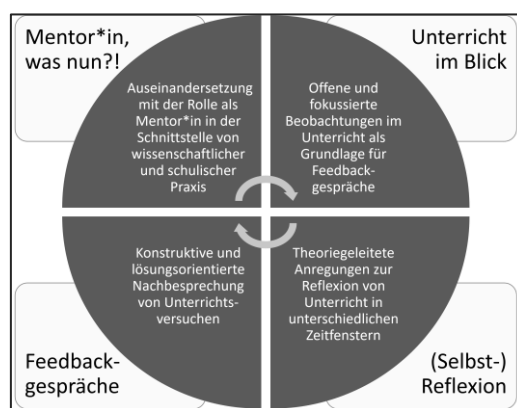 Mentor*in,
was nun?!
Auseinandersetzung
mit der Rolle als
Mentor*in in der
Schnittstelle von
wissenschaftlicher
und schulischer
Praxis
Unterricht
im Blick
Offene und
fokussierte
Beobachtungen im
Unterricht als
Grundlage für
Feedback-
gespräche
Konstruktive und
lösungsorientierte
Nachbesprechung
von Unterrichts-
versuchen
Feedback-
gespräche
Theoriegeleitete
Anregungen zur
Reflexion von
Unterricht in
unterschiedlichen
Zeitfenstern
(Selbst-)
Reflexion